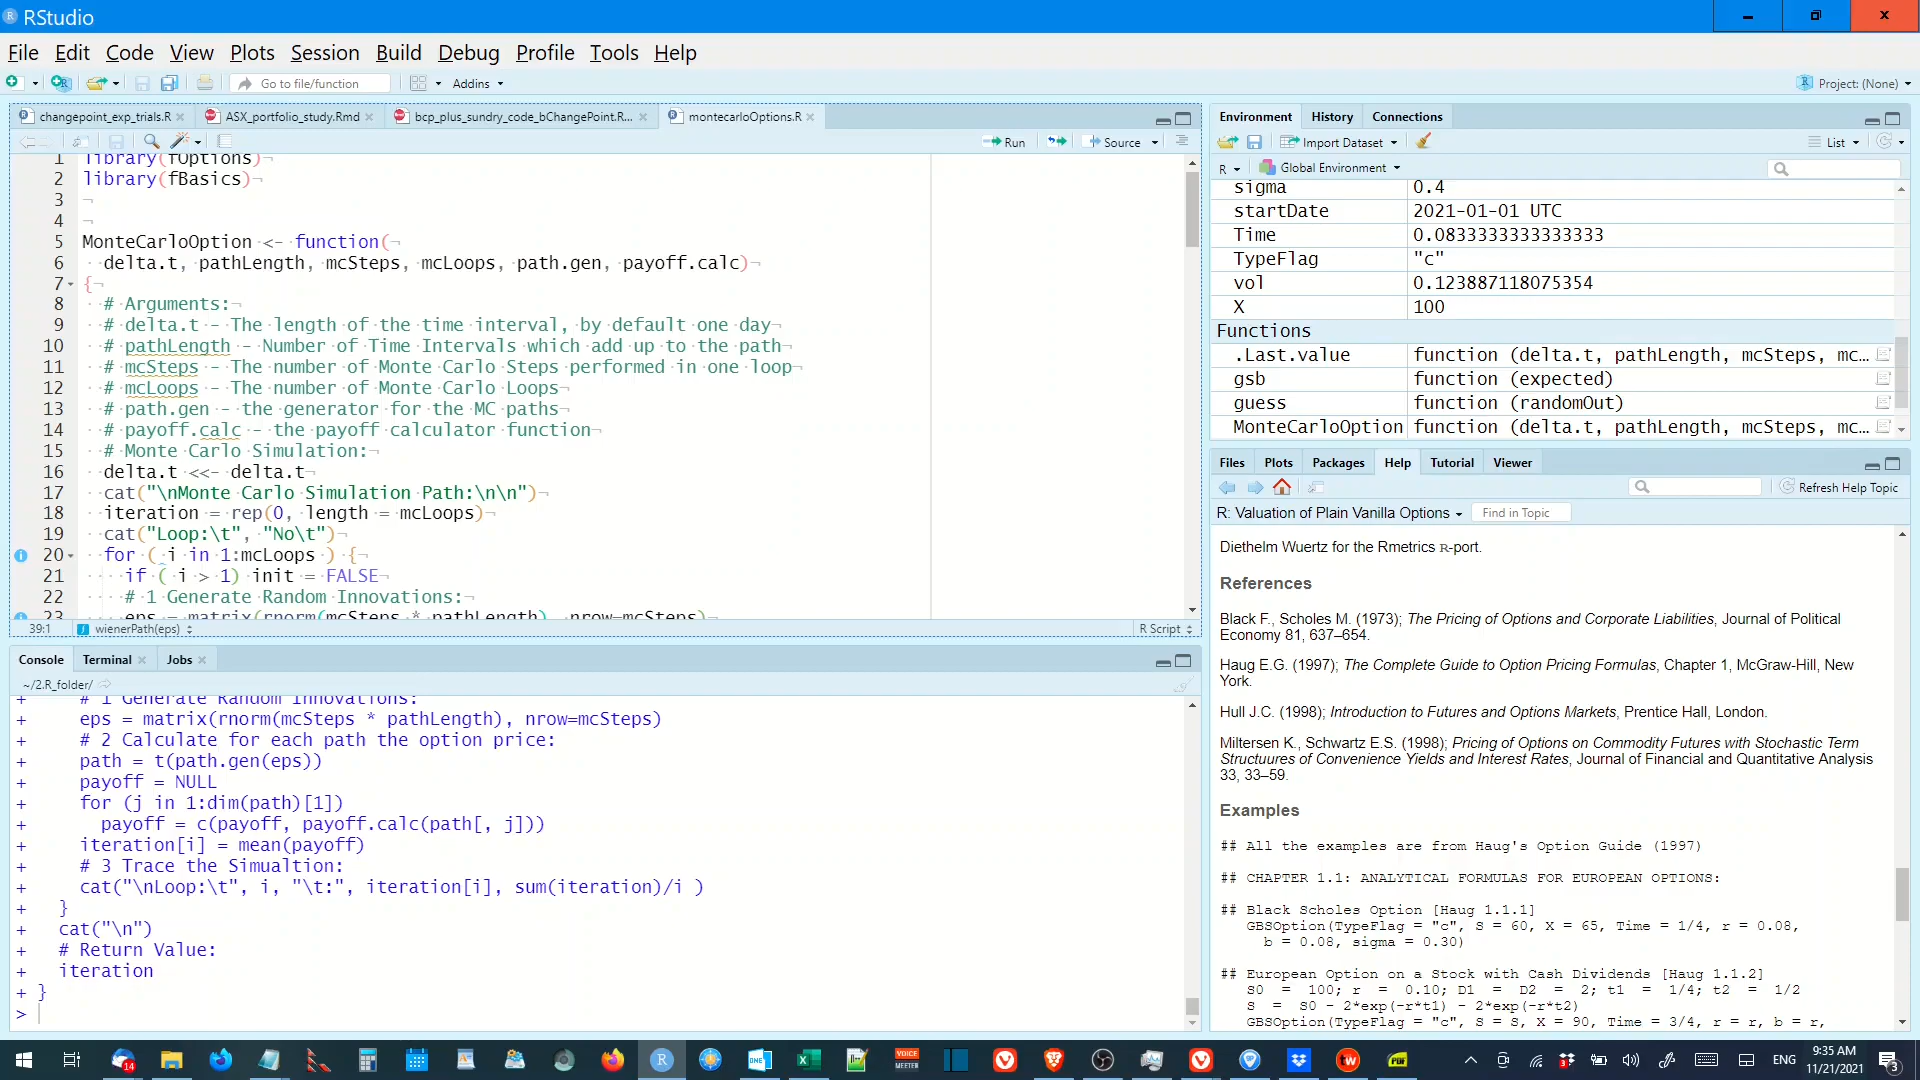 RStudio
File Edit Code View Plots Session Build Debug Profile Tools Help
Go to file/function
Addins
Project: (None)
changepoint_exp_trials.R
ASX_portfolio_study.Rmd
bcp_plus_sundry_code_bChangePoint.R...
montecarloOptions.R
Run
Source
1 library(fOptions)
2 library(fBasics)
3
4
5 MonteCarloOption <- function(
6 delta.t, pathLength, mcSteps, mcLoops, path.gen, payoff.calc)
7 {
8 # Arguments:
9 # delta.t - The length of the time interval, by default one day
10 # pathLength - Number of Time Intervals which add up to the path
11 # mcSteps - The number of Monte Carlo Steps performed in one loop
12 # mcLoops - The number of Monte Carlo Loops
13 # path.gen - the generator for the MC paths
14 # payoff.calc - the payoff calculator function
15 # Monte Carlo Simulation:
16 delta.t <<- delta.t
17 cat("\nMonte Carlo Simulation Path:\n\n")
18 iteration = rep(0, length = mcLoops)
19 cat("Loop:\t", "No\t")
20 for ( i in 1:mcLoops ) {
21 if ( i > 1) init = FALSE
22 # 1 Generate Random Innovations:
23 eps = matrix(rnorm(mcSteps * pathLength), nrow=mcSteps)
39:1 wienerPath(eps) R Script
Console Terminal Jobs
~/2.R_folder/
+ # 1 Generate Random Innovations:
+ eps = matrix(rnorm(mcSteps * pathLength), nrow=mcSteps)
+ # 2 Calculate for each path the option price:
+ path = t(path.gen(eps))
+ payoff = NULL
+ for (j in 1:dim(path)[1])
+ payoff = c(payoff, payoff.calc(path[, j]))
+ iteration[i] = mean(payoff)
+ # 3 Trace the Simualtion:
+ cat("\nLoop:\t", i, "\t:", iteration[i], sum(iteration)/i )
+ }
+ cat("\n")
+ # Return Value:
+ iteration
+ }
>
Environment History Connections
Import Dataset
List
R Global Environment
sigma 0.4
startDate 2021-01-01 UTC
Time 0.0833333333333333
TypeFlag "c"
vol 0.123887118075354
X 100
Functions
.Last.value function (delta.t, pathLength, mcSteps, mc...
gsb function (expected)
guess function (randomOut)
MonteCarloOption function (delta.t, pathLength, mcSteps, mc...
Files Plots Packages Help Tutorial Viewer
Refresh Help Topic
R: Valuation of Plain Vanilla Options Find in Topic
Diethelm Wuertz for the Rmetrics R-port.
References
Black F., Scholes M. (1973); The Pricing of Options and Corporate Liabilities, Journal of Political
Economy 81, 637–654.
Haug E.G. (1997); The Complete Guide to Option Pricing Formulas, Chapter 1, McGraw-Hill, New
York.
Hull J.C. (1998); Introduction to Futures and Options Markets, Prentice Hall, London.
Miltersen K., Schwartz E.S. (1998); Pricing of Options on Commodity Futures with Stochastic Term
Structuures of Convenience Yields and Interest Rates, Journal of Financial and Quantitative Analysis
33, 33–59.
Examples
## All the examples are from Haug's Option Guide (1997)
## CHAPTER 1.1: ANALYTICAL FORMULAS FOR EUROPEAN OPTIONS:
## Black Scholes Option [Haug 1.1.1]
GBSOption(TypeFlag = "c", S = 60, X = 65, Time = 1/4, r = 0.08,
b = 0.08, sigma = 0.30)
## European Option on a Stock with Cash Dividends [Haug 1.1.2]
S0 = 100; r = 0.10; D1 = D2 = 2; t1 = 1/4; t2 = 1/2
S = S0 - 2*exp(-r*t1) - 2*exp(-r*t2)
GBSOption(TypeFlag = "c", S = S, X = 90, Time = 3/4, r = r, b = r,
14
VOICE
MEETER
PDF
ENG
9:35 AM
11/21/2021
3